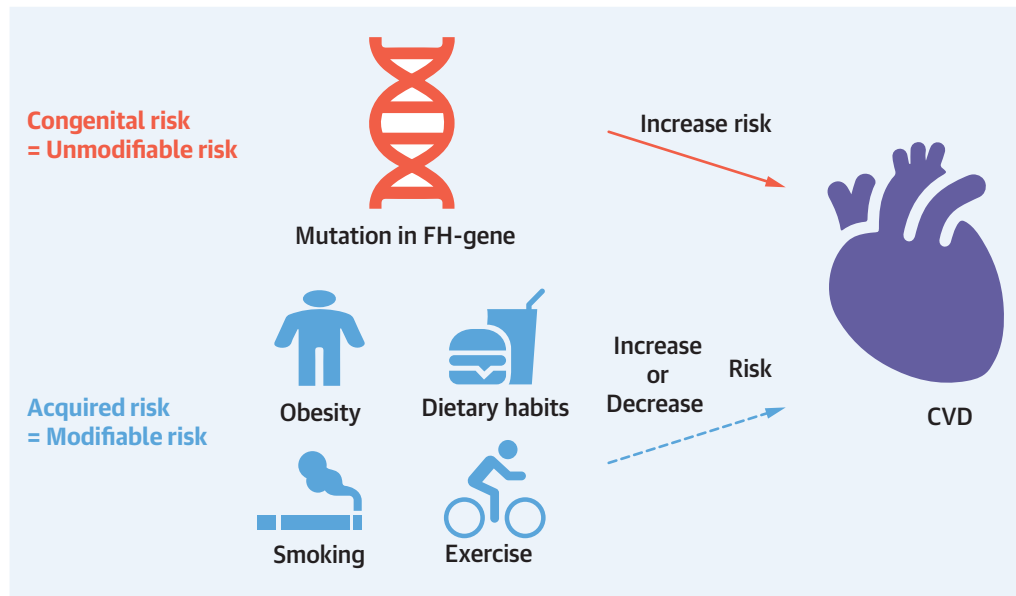 Congenital risk
= Unmodifiable risk
Mutation in FH-gene
Increase risk
Acquired risk
= Modifiable risk
Obesity
Dietary habits
Smoking
Exercise
Increase
or
Decrease
Risk
CVD